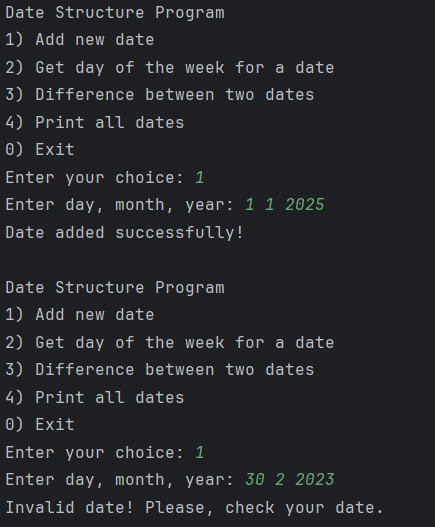 Date Structure Program
1) Add new date
2) Get day of the week for a date
3) Difference between two dates
4) Print all dates
0) Exit
Enter your choice: 1
Enter day, month, year: 1 1 2025
Date added successfully!

Date Structure Program
1) Add new date
2) Get day of the week for a date
3) Difference between two dates
4) Print all dates
0) Exit
Enter your choice: 1
Enter day, month, year: 30 2 2023
Invalid date! Please, check your date.